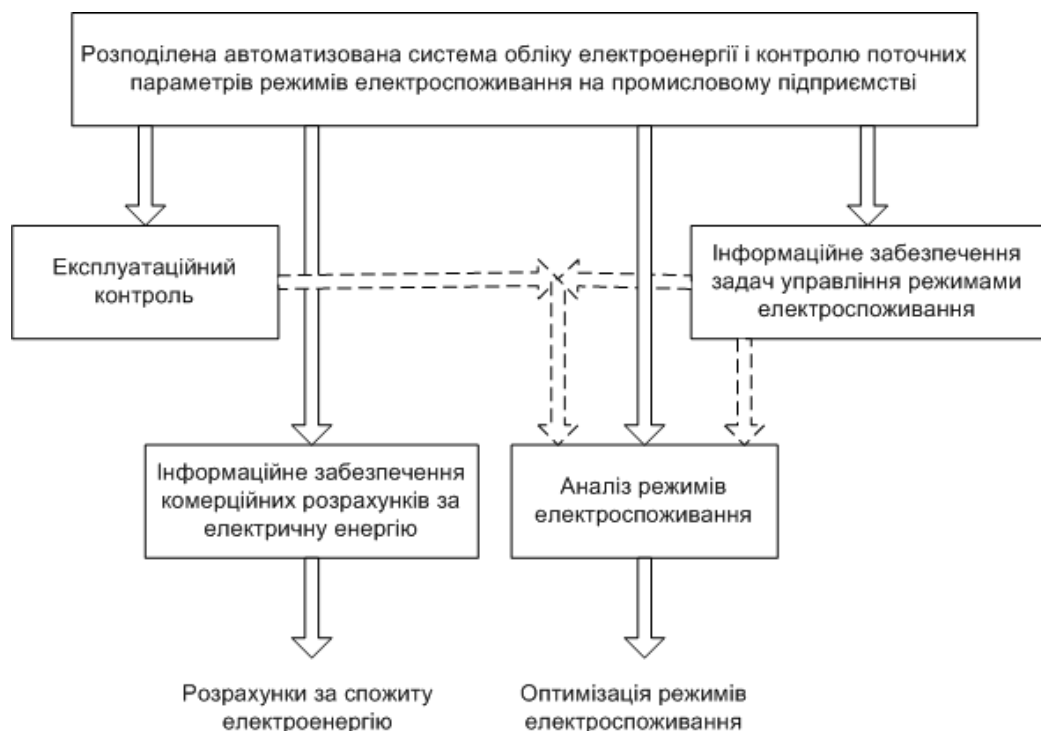 Розподілена автоматизована система обліку електроенергії і контролю поточних
параметрів режимів електроспоживання на промисловому підприємстві
Експлуатаційний
контроль
Інформаційне забезпечення
задач управління режимами
електроспоживання
Інформаційне забезпечення
комерційних розрахунків за
електричну енергію
Аналіз режимів
електроспоживання
Розрахунки за спожиту
електроенергію
Оптимізація режимів
електроспоживання